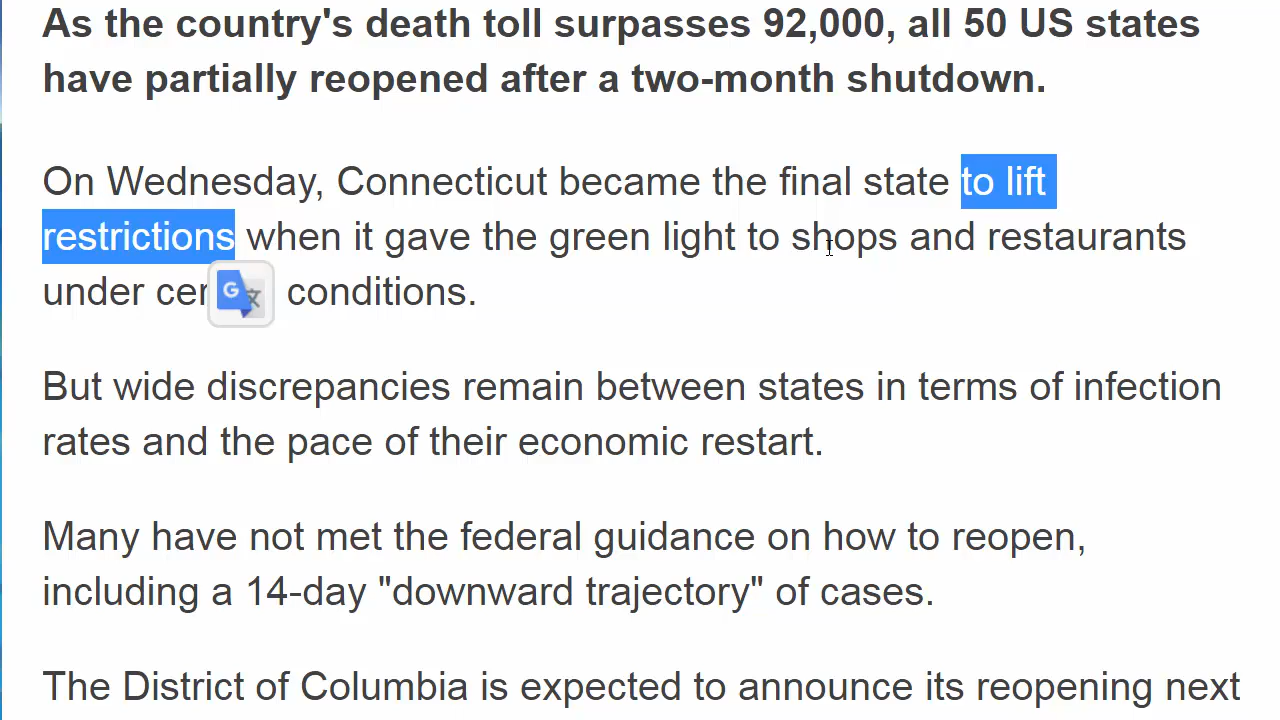 As the country's death toll surpasses 92,000, all 50 US states
have partially reopened after a two-month shutdown.
On Wednesday, Connecticut became the final state to lift
restrictions when it gave the green light to shops and restaurants
under cer conditions.
But wide discrepancies remain between states in terms of infection
rates and the pace of their economic restart.
Many have not met the federal guidance on how to reopen,
including a 14-day "downward trajectory" of cases.
The District of Columbia is expected to announce its reopening next